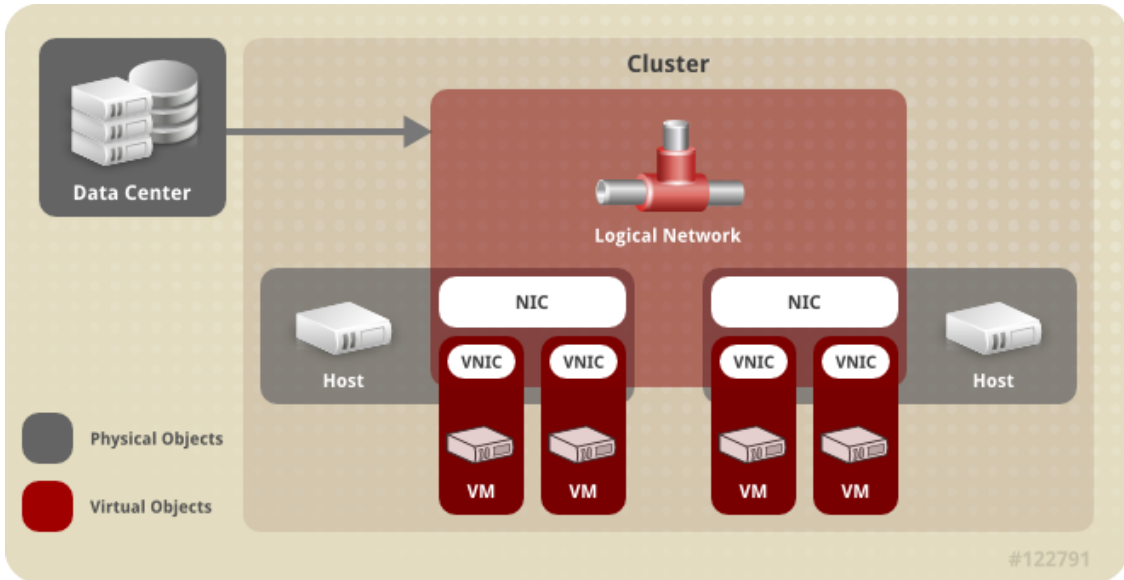 Cluster
Data Center
Logical Network
NIC
NIC
VNIC
VNIC
VNIC
VNIC
Host
Host
Physical Objects
VM
VM
VM
VM
Virtual Objects
#122791